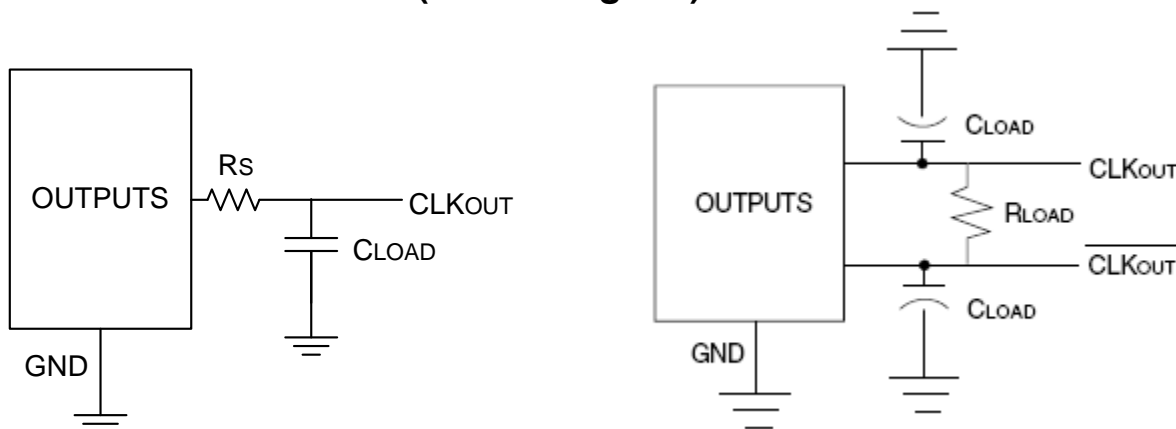 OUTPUTS
RS
CLKOUT
CLOAD
GND
CLOAD
CLKOUT
OUTPUTS
RLOAD
CLKOUT
CLOAD
GND